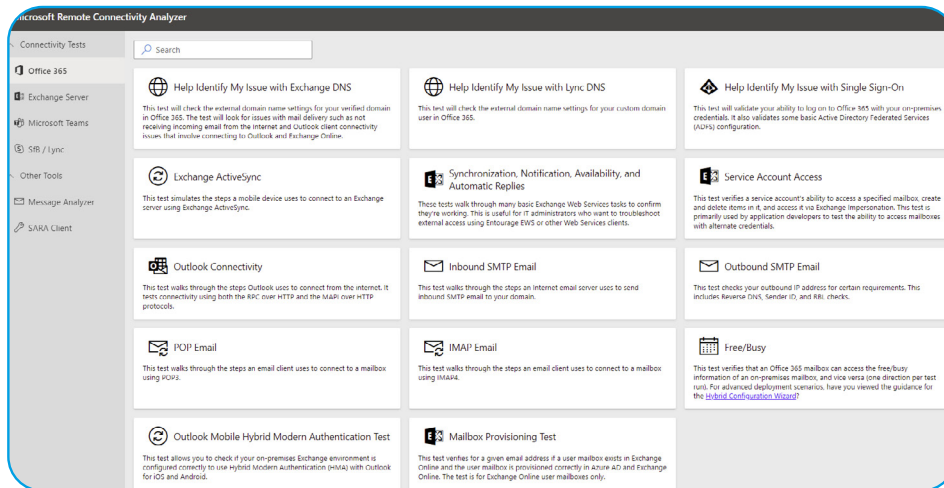 Microsoft Remote Connectivity Analyzer
Connectivity Tests
Office 365
Exchange Server
Microsoft Teams
SfB / Lync
Other Tools
Message Analyzer
SARA Client
Search
Help Identify My Issue with Exchange DNS
This test will check the external domain name settings for your verified domain
in Office 365. The test will look for issues with mail delivery such as not
receiving incoming email from the Internet and Outlook client connectivity
issues that involve connecting to Outlook and Exchange Online.
Help Identify My Issue with Lync DNS
This test will check the external domain name settings for your custom domain
user in Office 365.
Help Identify My Issue with Single Sign-On
This test will validate your ability to log on to Office 365 with your on-premises
credentials. It also validates some basic Active Directory Federated Services
(ADFS) configuration.
Exchange ActiveSync
This test simulates the steps a mobile device uses to connect to an Exchange
server using Exchange ActiveSync.
Synchronization, Notification, Availability, and
Automatic Replies
These tests walk through many basic Exchange Web Services tasks to confirm
they're working. This is useful for IT administrators who want to troubleshoot
external access using Entourage EWS or other Web Services clients.
Service Account Access
This test verifies a service account's ability to access a specified mailbox, create
and delete items in it, and access it via Exchange Impersonation. This test is
primarily used by application developers to test the ability to access mailboxes
with alternate credentials.
Outlook Connectivity
This test walks through the steps Outlook uses to connect from the internet. It
tests connectivity using both the RPC over HTTP and the MAPI over HTTP
protocols.
Inbound SMTP Email
This test walks through the steps an Internet email server uses to send
inbound SMTP email to your domain.
Outbound SMTP Email
This test checks your outbound IP address for certain requirements. This
includes Reverse DNS, Sender ID, and RBL checks.
POP Email
This test walks through the steps an email client uses to connect to a mailbox
using POP3.
IMAP Email
This test walks through the steps an email client uses to connect to a mailbox
using IMAP4.
Free/Busy
This test verifies that an Office 365 mailbox can access the free/busy
information of an on-premises mailbox, and vice versa (one direction per test
run). For advanced deployment scenarios, have you viewed the guidance for
the Hybrid Configuration Wizard?
Outlook Mobile Hybrid Modern Authentication Test
This test allows you to check if your on-premises Exchange environment is
configured correctly to use Hybrid Modern Authentication (HMA) with Outlook
for iOS and Android.
Mailbox Provisioning Test
This test verifies for a given email address if a user mailbox exists in Exchange
Online and the user mailbox is provisioned correctly in Azure AD and Exchange
Online. The test is for Exchange Online user mailboxes only.